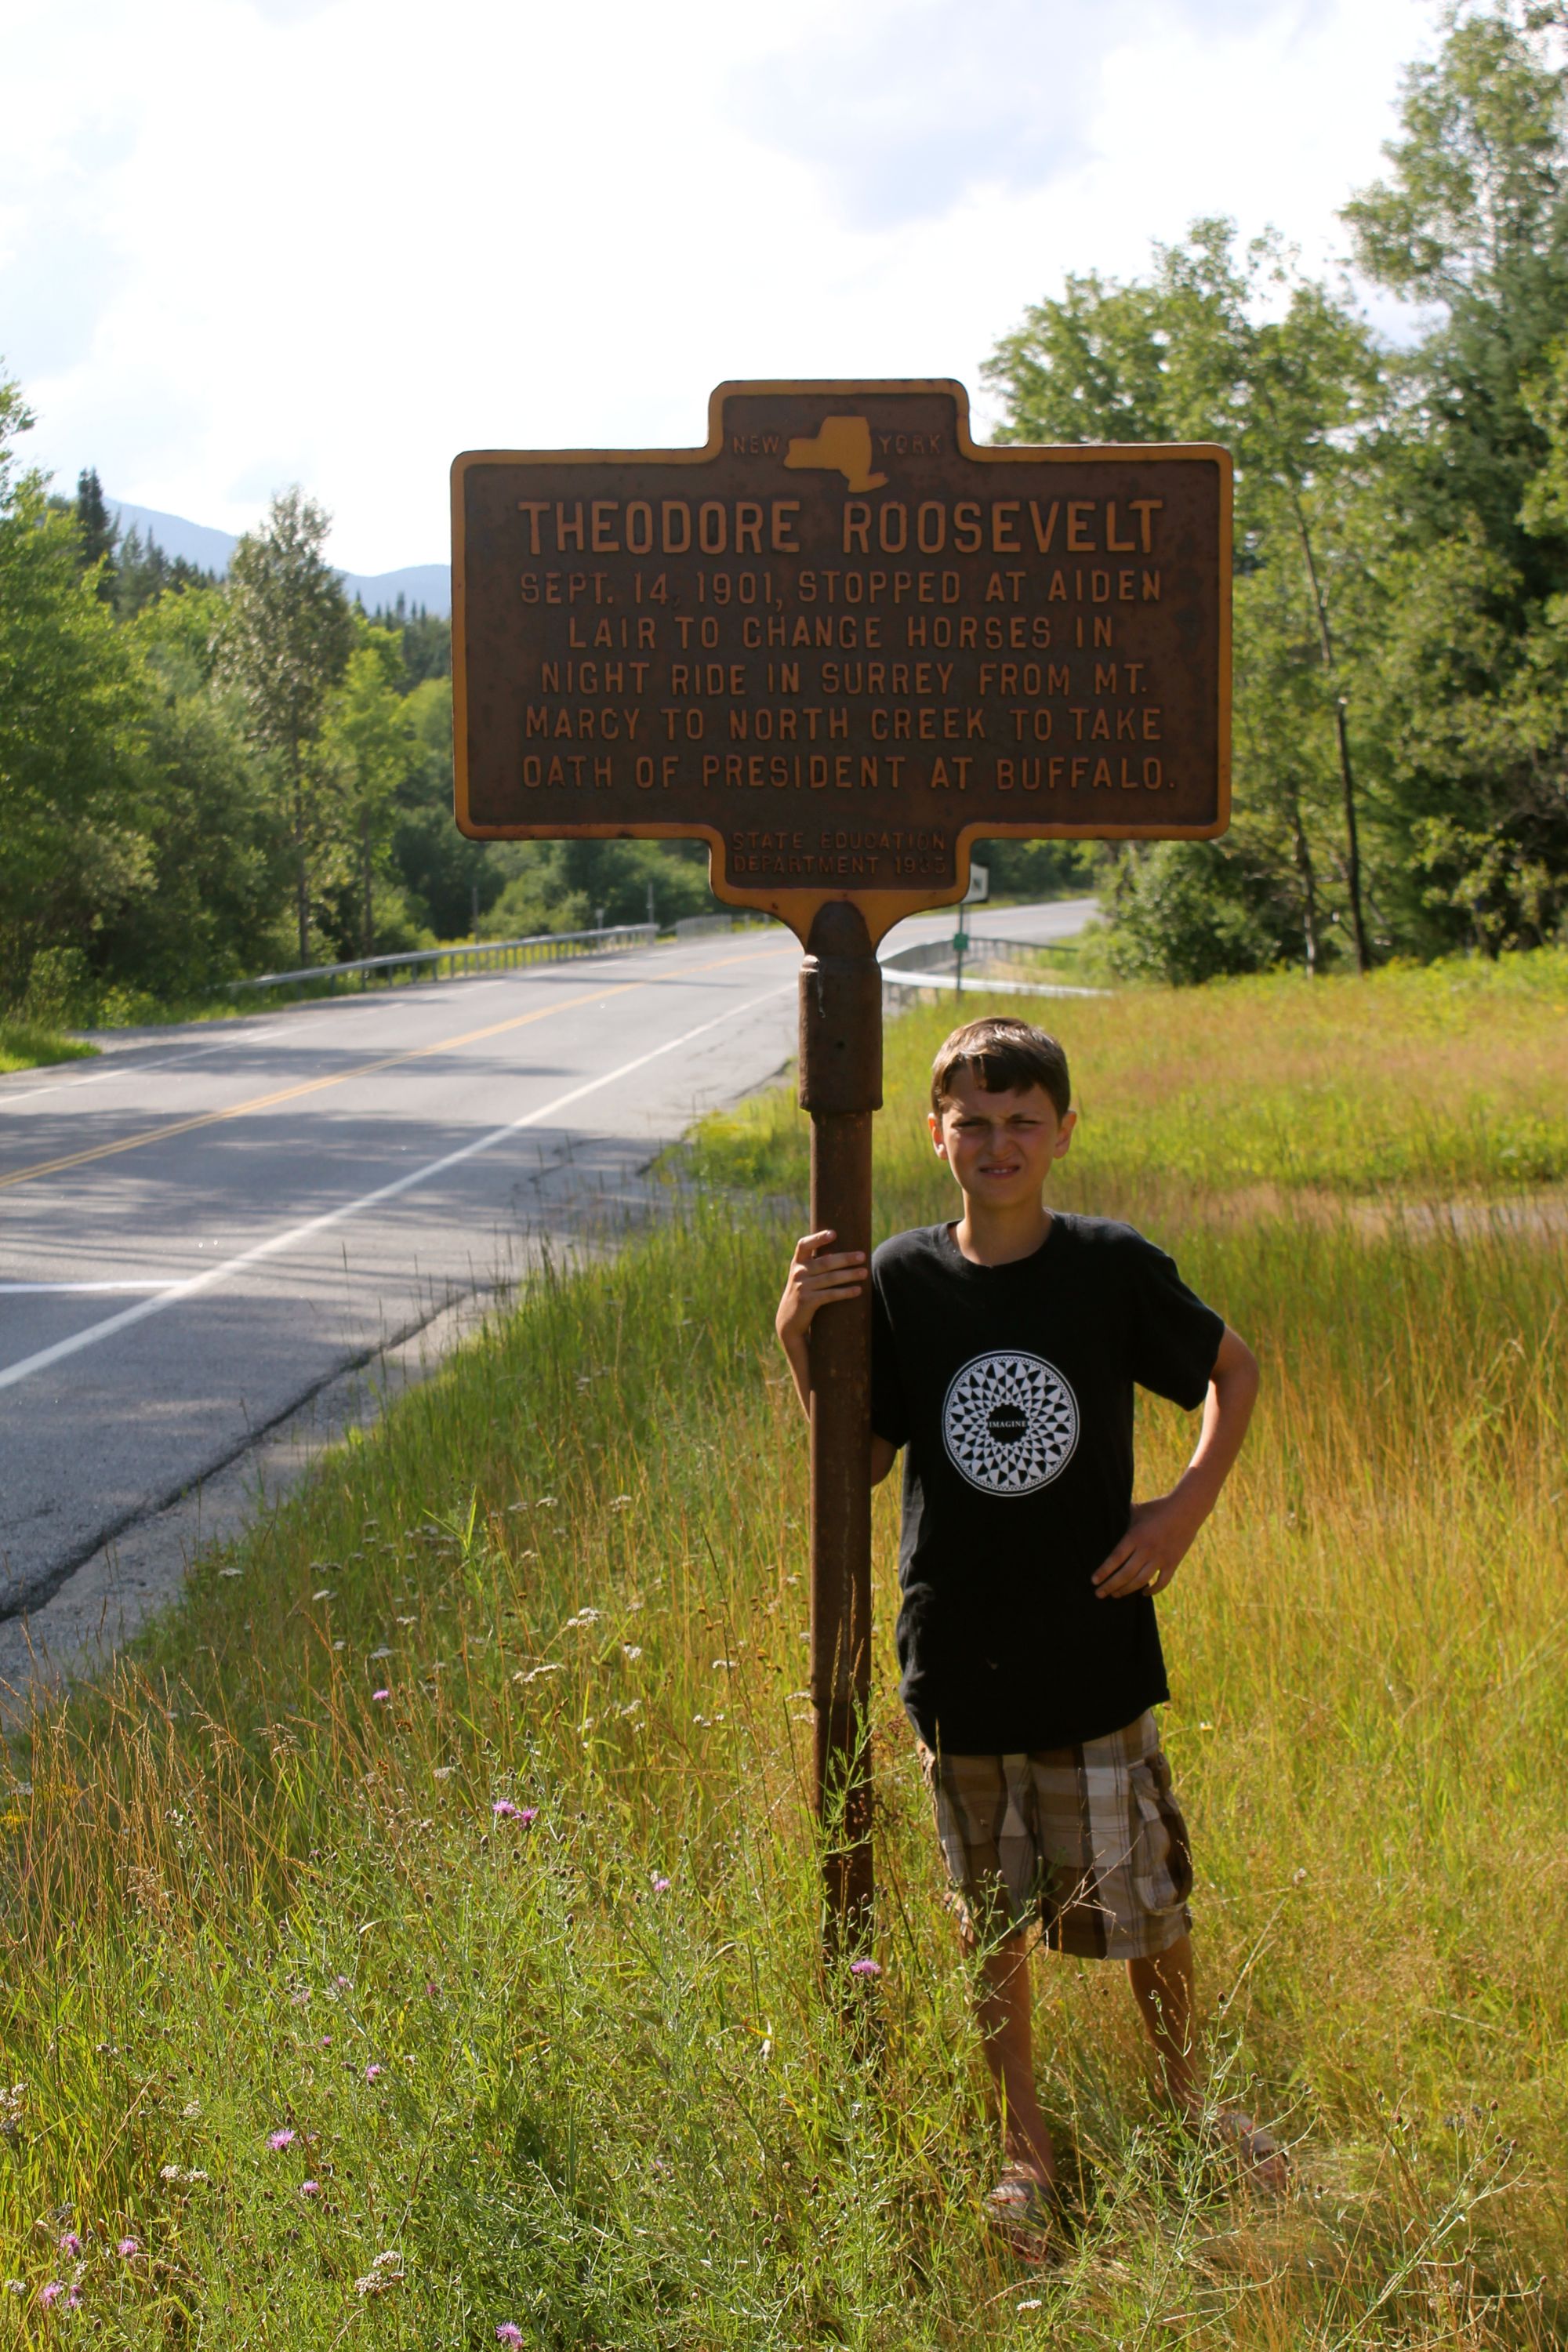 NEW YORK
THEODORE ROOSEVELT
SEPT. 14, 1901, STOPPED AT AIDEN
LAIR TO CHANGE HORSES IN
NIGHT RIDE IN SURREY FROM MT.
MARCY TO NORTH CREEK TO TAKE
OATH OF PRESIDENT AT BUFFALO.
STATE EDUCATION
DEPARTMENT 1935
IMAGINE